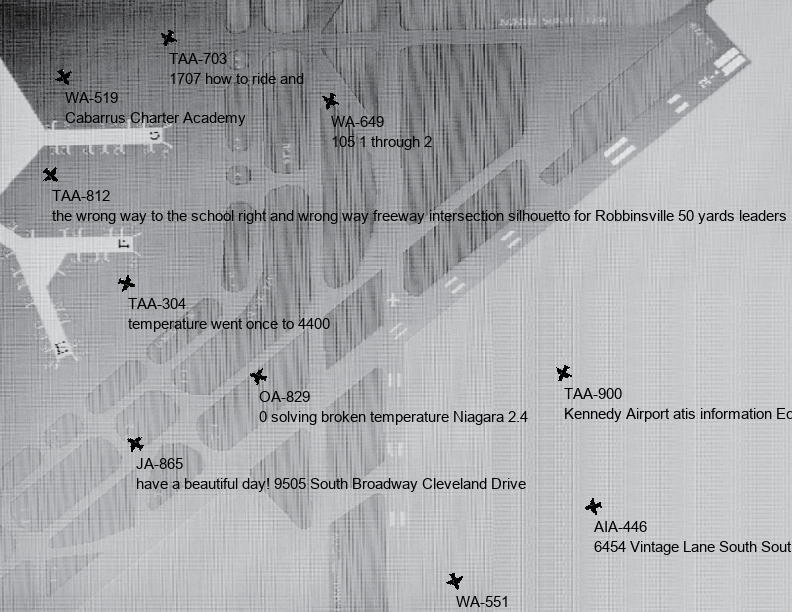 TAA-703
1707 how to ride and
WA-519
Cabarrus Charter Academy
WA-649
105 1 through 2
TAA-812
the wrong way to the school right and wrong way freeway intersection silhouetto for Robbinsville 50 yards leaders
TAA-304
temperature went once to 4400
OA-829
0 solving broken temperature Niagara 2.4
TAA-900
Kennedy Airport atis information Ec
JA-865
have a beautiful day! 9505 South Broadway Cleveland Drive
AIA-446
6454 Vintage Lane South Sout
WA-551